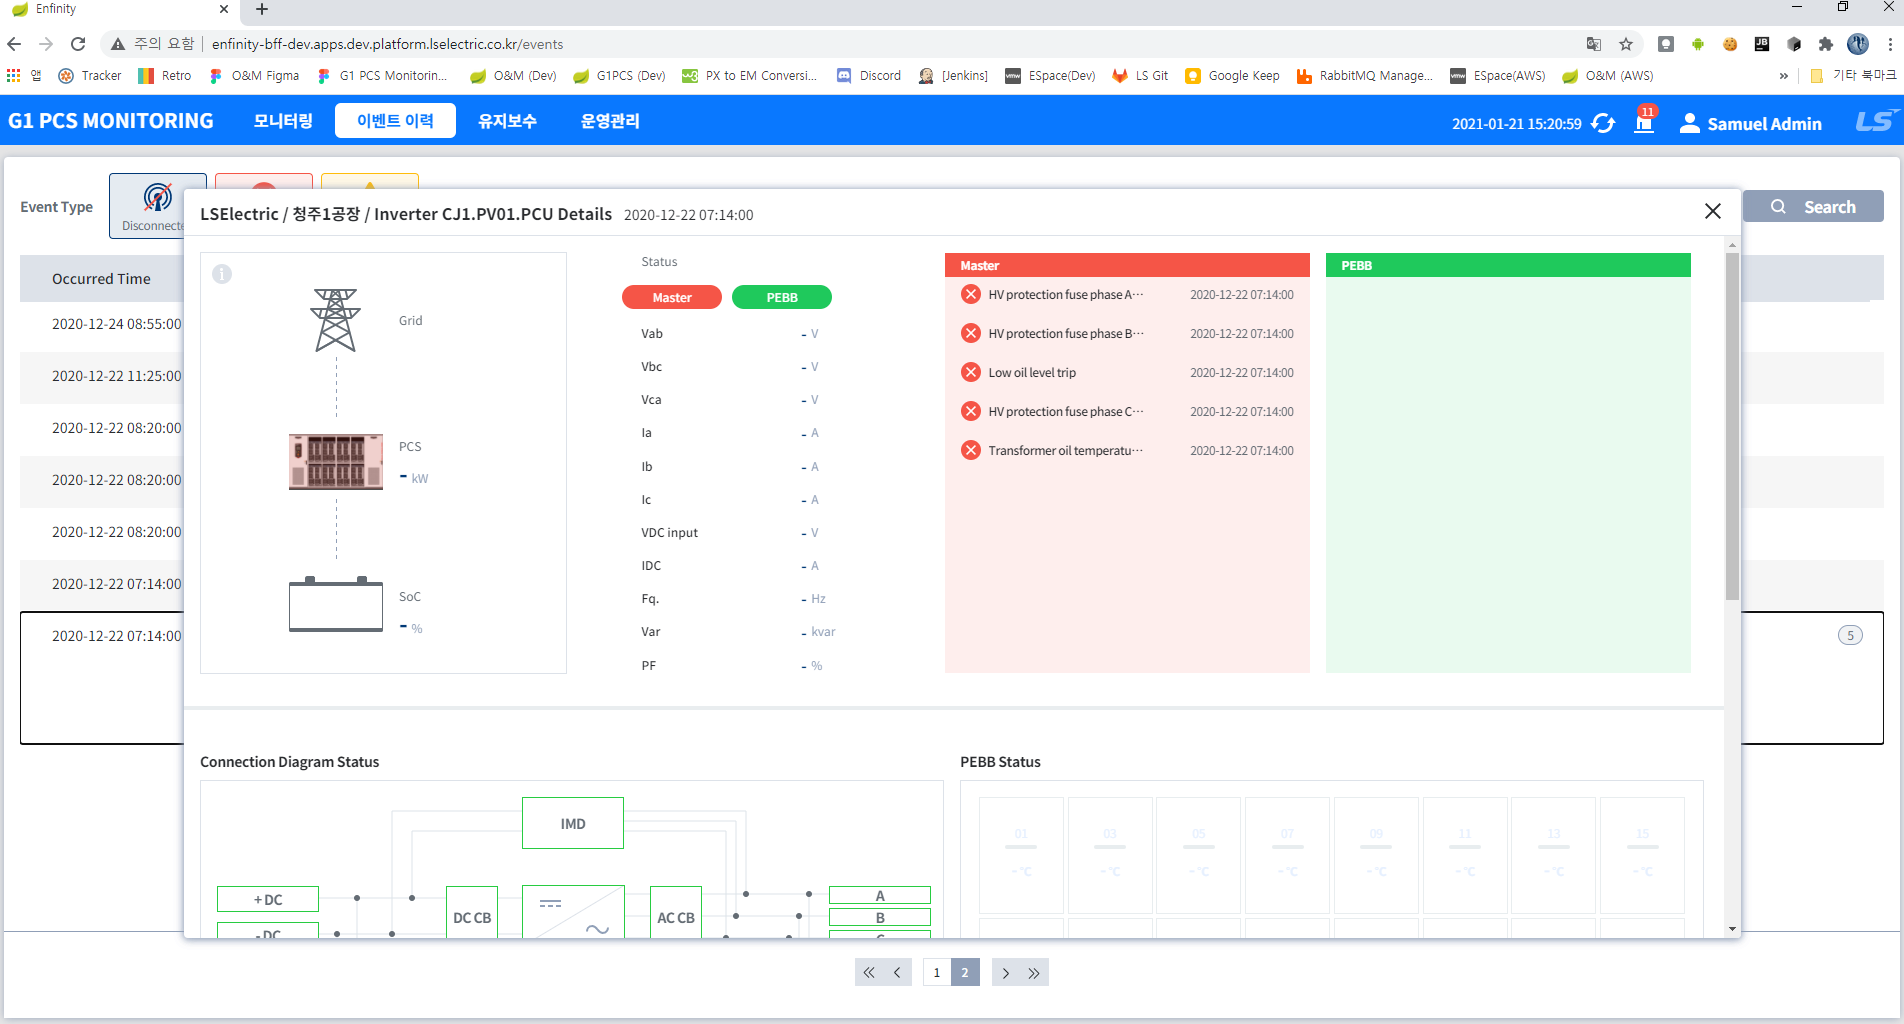 Enfinity
주의 요함 | enfinity-bff-dev.apps.dev.platform.lselectric.co.kr/events
앱 Tracker Retro O&M Figma G1 PCS Monitorin... O&M (Dev) G1PCS (Dev) PX to EM Conversi... Discord [Jenkins] ESpace(Dev) LS Git Google Keep RabbitMQ Manage... ESpace(AWS) O&M (AWS) » 기타 북마크
G1 PCS MONITORING 모니터링 이벤트 이력 유지보수 운영관리 2021-01-21 15:20:59 11 Samuel Admin LS
Event Type Disconnecte Search
LSElectric / 청주1공장 / Inverter CJ1.PV01.PCU Details 2020-12-22 07:14:00
Occurred Time
2020-12-24 08:55:00
2020-12-22 11:25:00
2020-12-22 08:20:00
2020-12-22 08:20:00
2020-12-22 08:20:00
2020-12-22 07:14:00
2020-12-22 07:14:00
5
Grid
PCS
- kW
SoC
- %
Status
Master PEBB
Vab - V
Vbc - V
Vca - V
Ia - A
Ib - A
Ic - A
VDC input - V
IDC - A
Fq. - Hz
Var - kvar
PF - %
Master
HV protection fuse phase A··· 2020-12-22 07:14:00
HV protection fuse phase B··· 2020-12-22 07:14:00
Low oil level trip 2020-12-22 07:14:00
HV protection fuse phase C··· 2020-12-22 07:14:00
Transformer oil temperatu··· 2020-12-22 07:14:00
PEBB
Connection Diagram Status
IMD
+ DC
- DC
DC CB
AC CB
A
B
C
PEBB Status
01 03 05 07 09 11 13 15
- ℃ - ℃ - ℃ - ℃ - ℃ - ℃ - ℃ - ℃
1 2